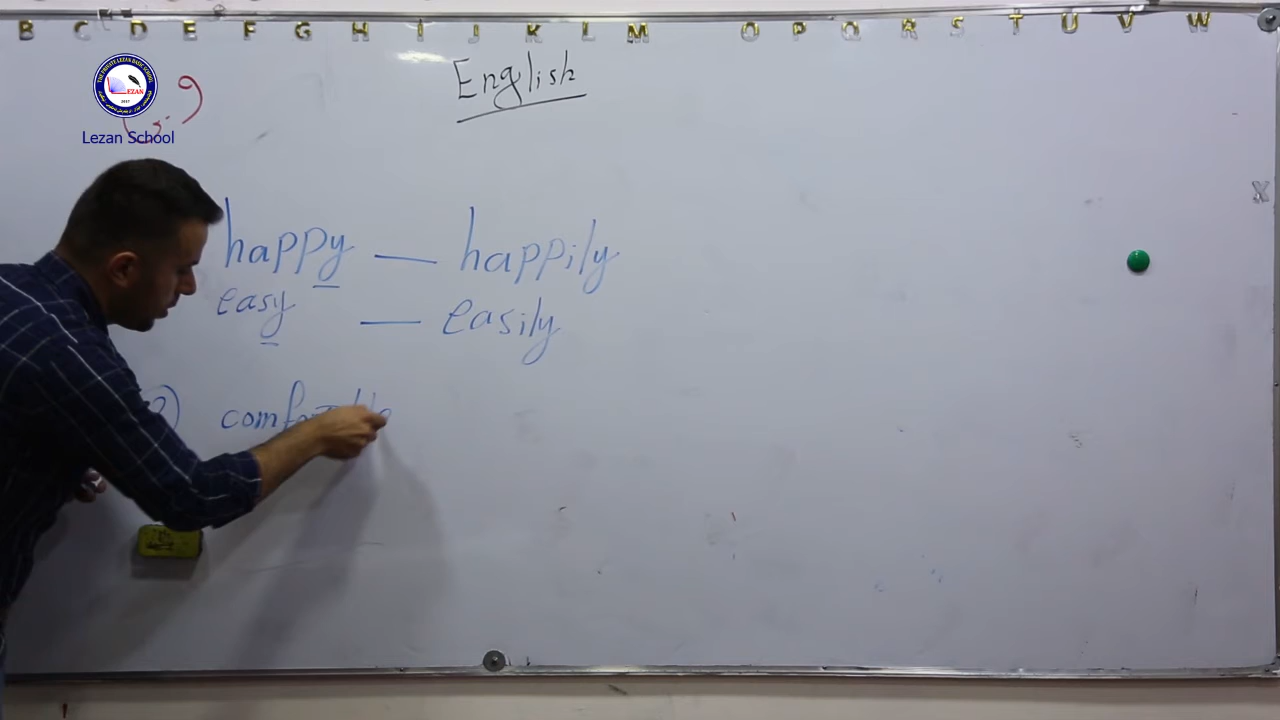 B C D E F G H I J K L M O P Q R S T U V W
X
English
Lezan School
happy — happily
easy — easily